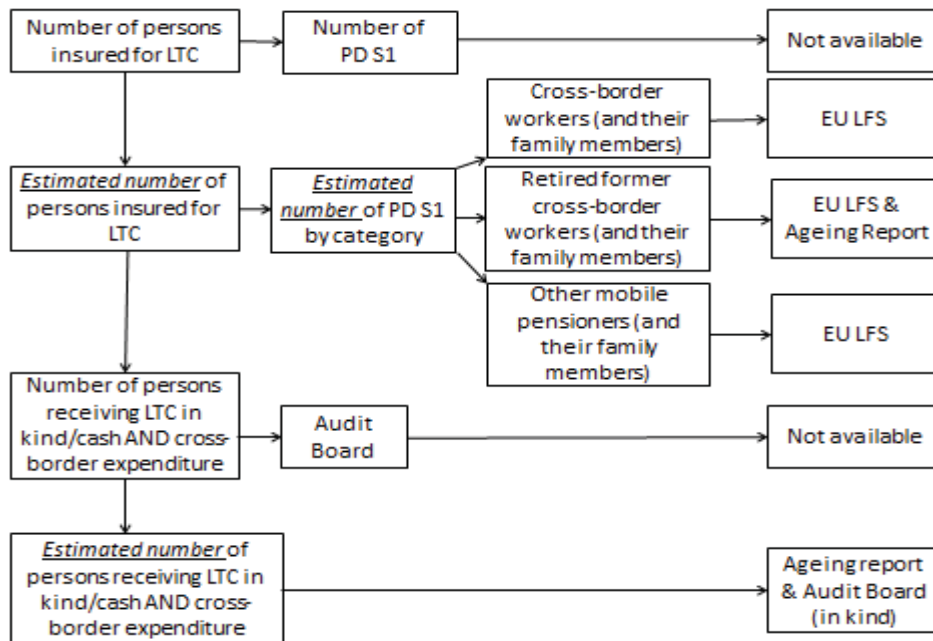 Number of persons
insured for LTC
Number of
PD S1
Not available
Cross-border
workers (and their
family members)
EU LFS
Estimated number of
persons insured for
LTC
Estimated
number of PD S1
by category
Retired former
cross-border
workers (and their
family members)
EU LFS &
Ageing Report
Other mobile
pensioners (and
their family
members)
EU LFS
Number of persons
receiving LTC in
kind/cash AND cross-
border expenditure
Audit
Board
Not available
Estimated number of
persons receiving LTC in
kind/cash AND cross-
border expenditure
Ageing report
& Audit Board
(in kind)